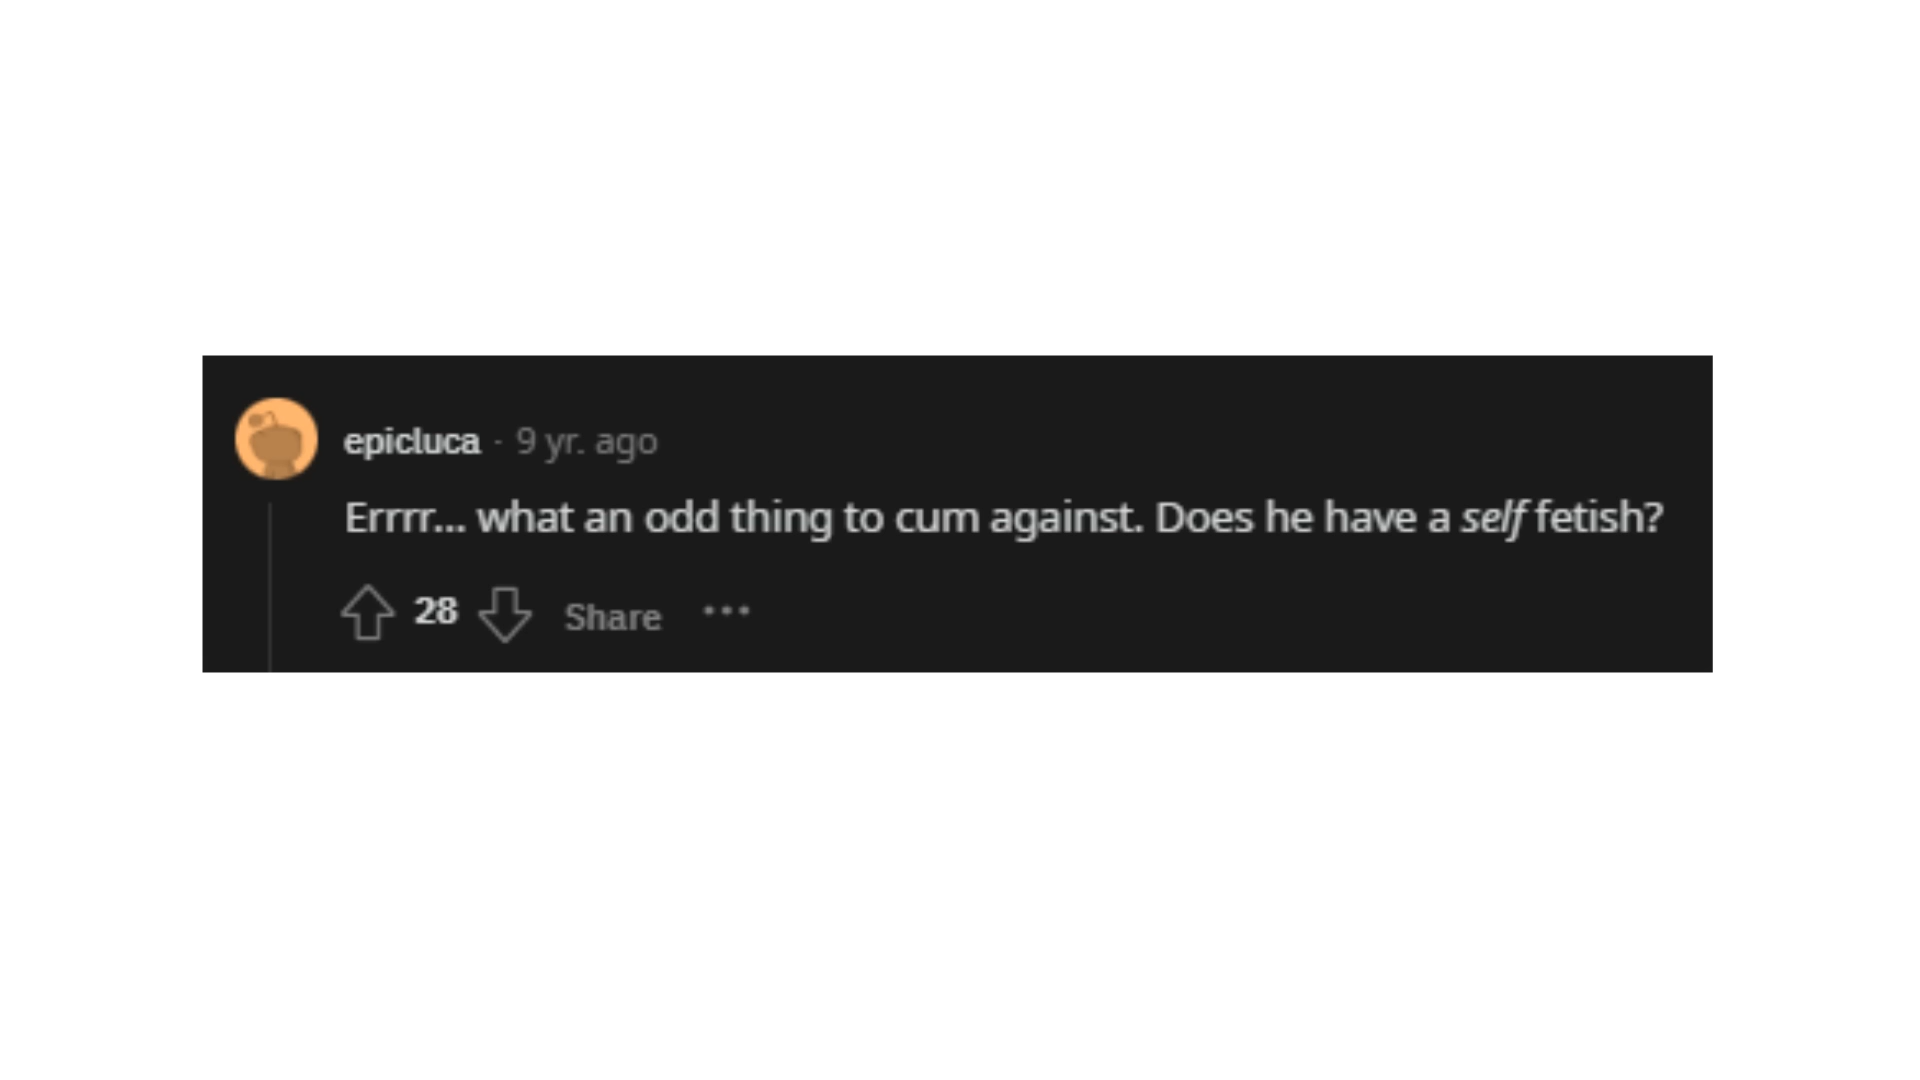 epicluca · 9 yr. ago
Errrr... what an odd thing to cum against. Does he have a self fetish?
28 Share ...